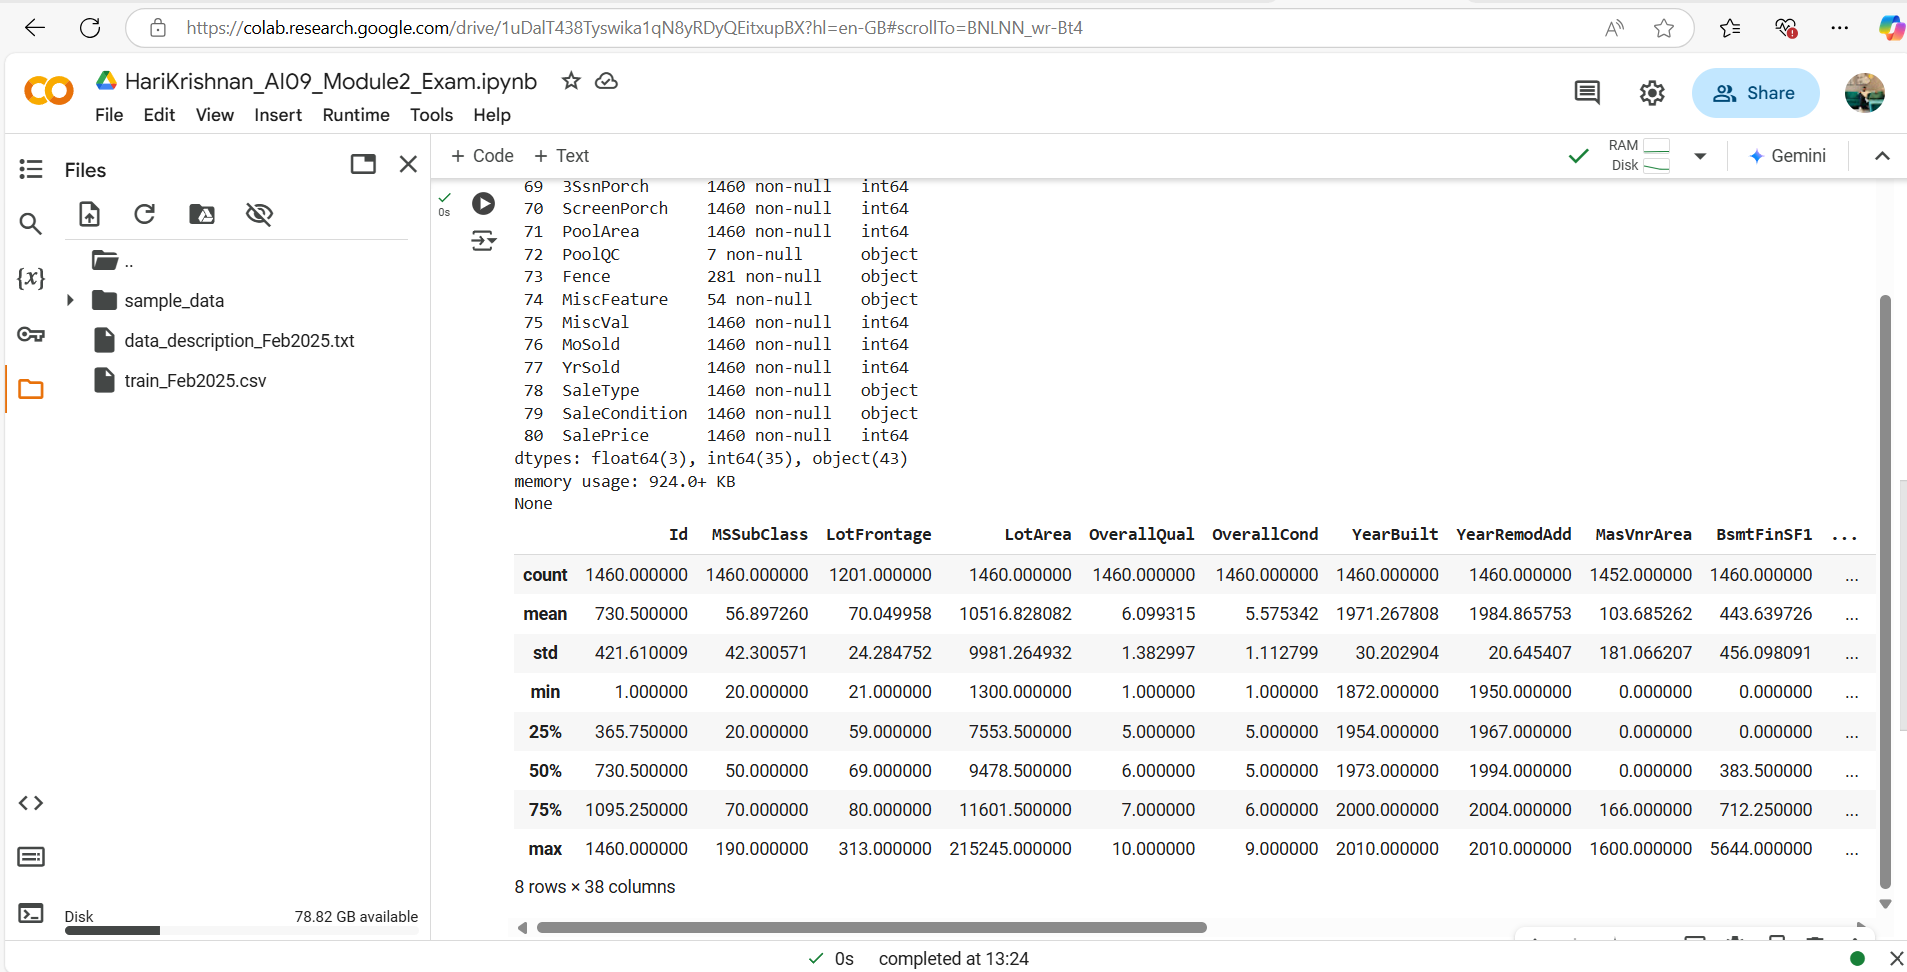 https://colab.research.google.com/drive/1uDalT438Tyswika1qN8yRDyQEitxupBX?hl=en-GB#scrollTo=BNLNN_wr-Bt4
HariKrishnan_AI09_Module2_Exam.ipynb
File Edit View Insert Runtime Tools Help
Share
Files
+ Code + Text
RAM
Disk
Gemini
..
sample_data
data_description_Feb2025.txt
train_Feb2025.csv
Disk 78.82 GB available
0s
69 3SsnPorch 1460 non-null int64
70 ScreenPorch 1460 non-null int64
71 PoolArea 1460 non-null int64
72 PoolQC 7 non-null object
73 Fence 281 non-null object
74 MiscFeature 54 non-null object
75 MiscVal 1460 non-null int64
76 MoSold 1460 non-null int64
77 YrSold 1460 non-null int64
78 SaleType 1460 non-null object
79 SaleCondition 1460 non-null object
80 SalePrice 1460 non-null int64
dtypes: float64(3), int64(35), object(43)
memory usage: 924.0+ KB
None
Id MSSubClass LotFrontage LotArea OverallQual OverallCond YearBuilt YearRemodAdd MasVnrArea BsmtFinSF1 ...
count 1460.000000 1460.000000 1201.000000 1460.000000 1460.000000 1460.000000 1460.000000 1460.000000 1452.000000 1460.000000 ...
mean 730.500000 56.897260 70.049958 10516.828082 6.099315 5.575342 1971.267808 1984.865753 103.685262 443.639726 ...
std 421.610009 42.300571 24.284752 9981.264932 1.382997 1.112799 30.202904 20.645407 181.066207 456.098091 ...
min 1.000000 20.000000 21.000000 1300.000000 1.000000 1.000000 1872.000000 1950.000000 0.000000 0.000000 ...
25% 365.750000 20.000000 59.000000 7553.500000 5.000000 5.000000 1954.000000 1967.000000 0.000000 0.000000 ...
50% 730.500000 50.000000 69.000000 9478.500000 6.000000 5.000000 1973.000000 1994.000000 0.000000 383.500000 ...
75% 1095.250000 70.000000 80.000000 11601.500000 7.000000 6.000000 2000.000000 2004.000000 166.000000 712.250000 ...
max 1460.000000 190.000000 313.000000 215245.000000 10.000000 9.000000 2010.000000 2010.000000 1600.000000 5644.000000 ...
8 rows × 38 columns
0s completed at 13:24